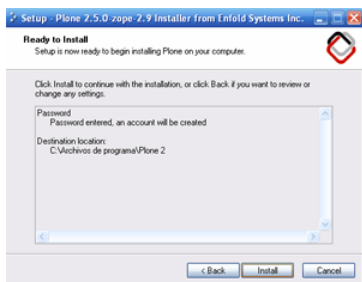 Setup - Plone 2.5.0-zope-2.9 Installer from Enfold Systems Inc.
Ready to Install
Setup is now ready to begin installing Plone on your computer.
Click Install to continue with the installation, or click Back if you want to review or
change any settings.
Password
Password entered, an account will be created
Destination location:
C:\Archivos de programa\Plone 2
< Back Install Cancel